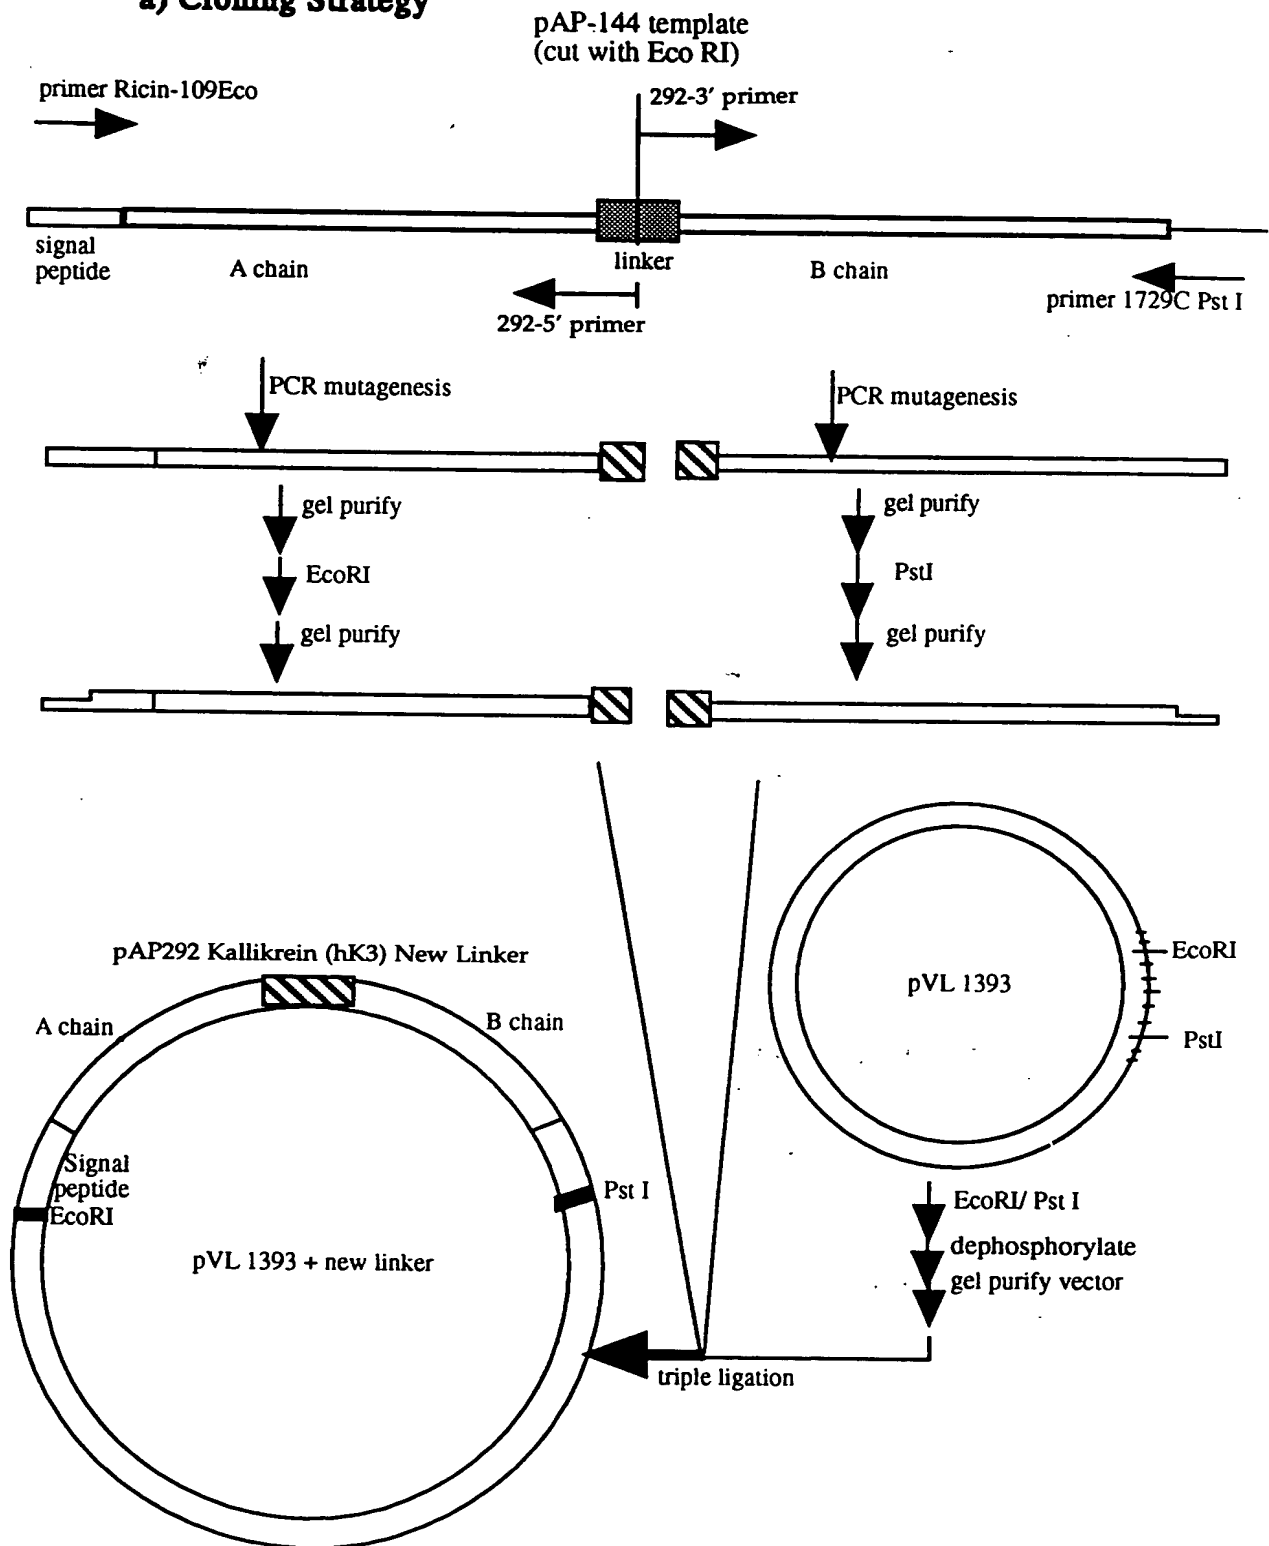 a) Cloning Strategy
pAP-144 template
(cut with Eco RI)
primer Ricin-109Eco
292-3' primer
signal
peptide
A chain
linker
B chain
primer 1729C Pst I
292-5' primer
PCR mutagenesis
PCR mutagenesis
gel purify
gel purify
EcoRI
PstI
gel purify
gel purify
pAP292 Kallikrein (hK3) New Linker
A chain
B chain
pVL 1393
EcoRI
PstI
Signal
peptide
EcoRI
Pst I
pVL 1393 + new linker
EcoRI/ Pst I
dephosphorylate
gel purify vector
triple ligation